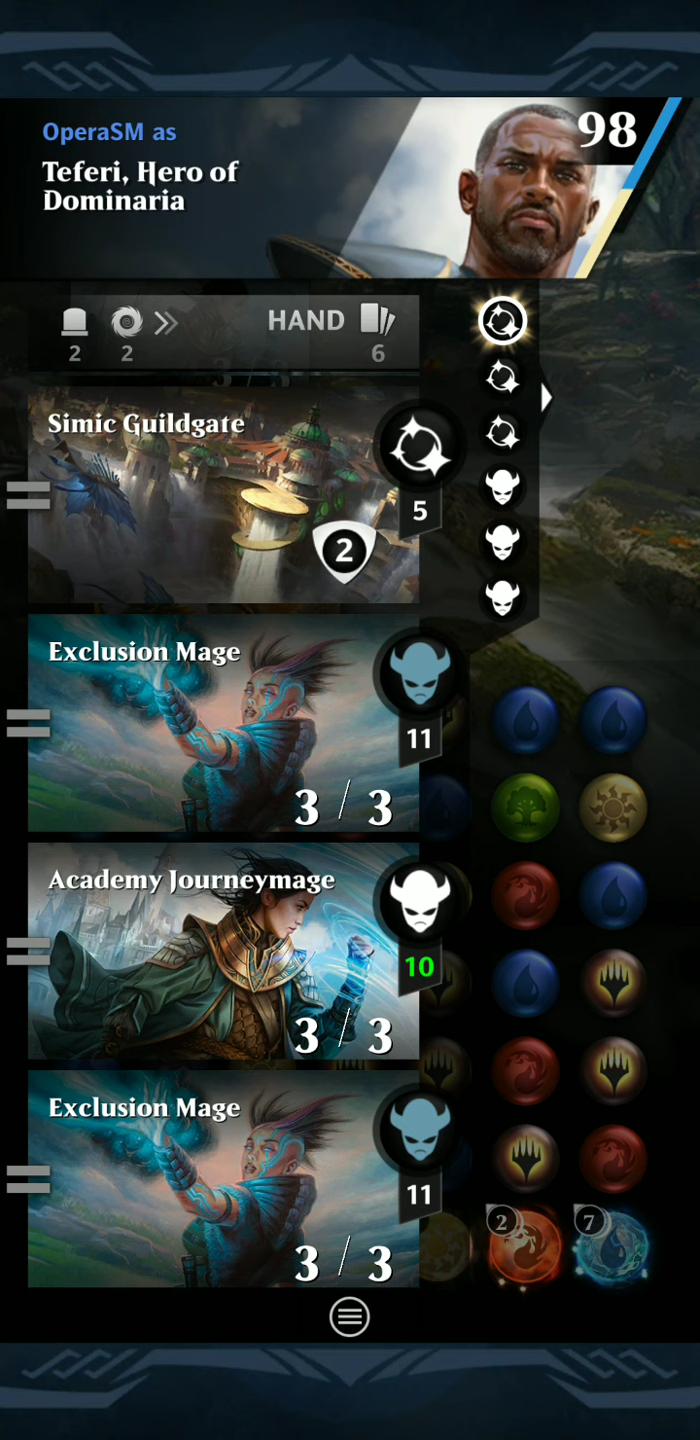 98
OperaSM as
Teferi, Hero of
Dominaria
HAND
2
2
6
Simic Guildgate
5
2
Exclusion Mage
11
3 / 3
Academy Journeymage
10
3 / 3
Exclusion Mage
11
3 / 3
2
7